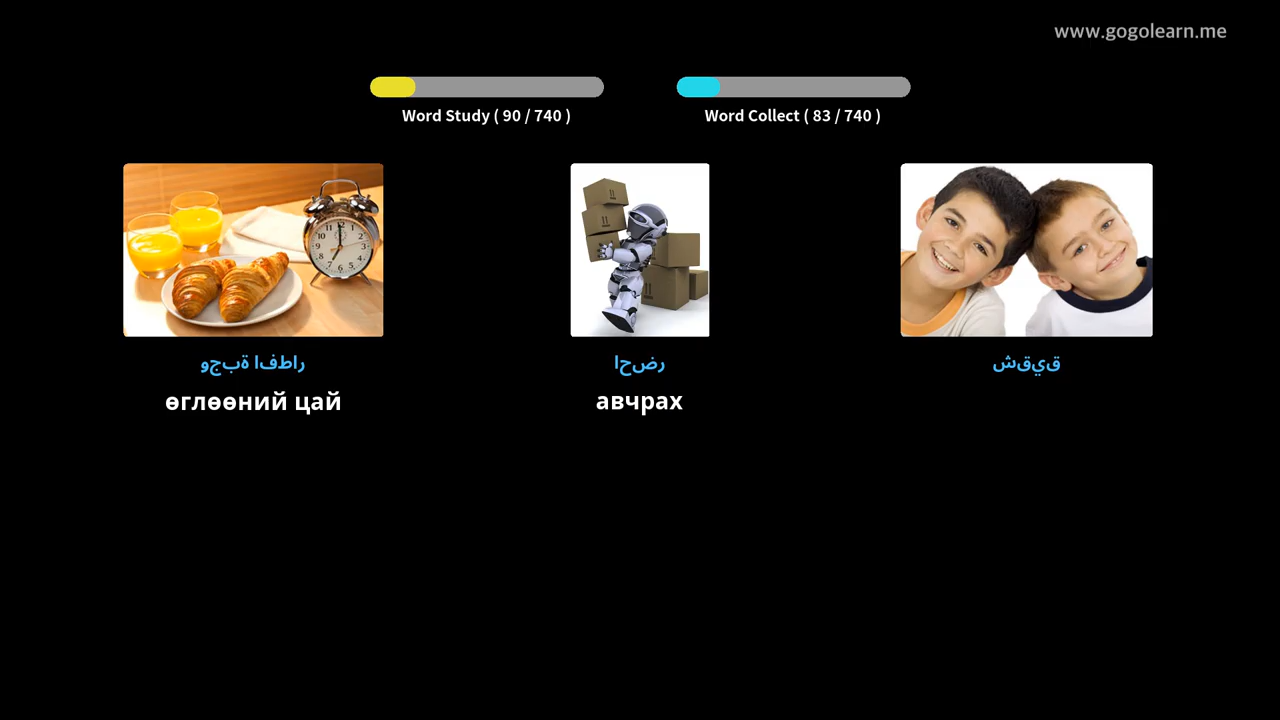 www.gogolearn.me
Word Study ( 90 / 740 )
Word Collect ( 83 / 740 )
وجبة افطار
احضر
شقيق
өглөөний цай
авчрах